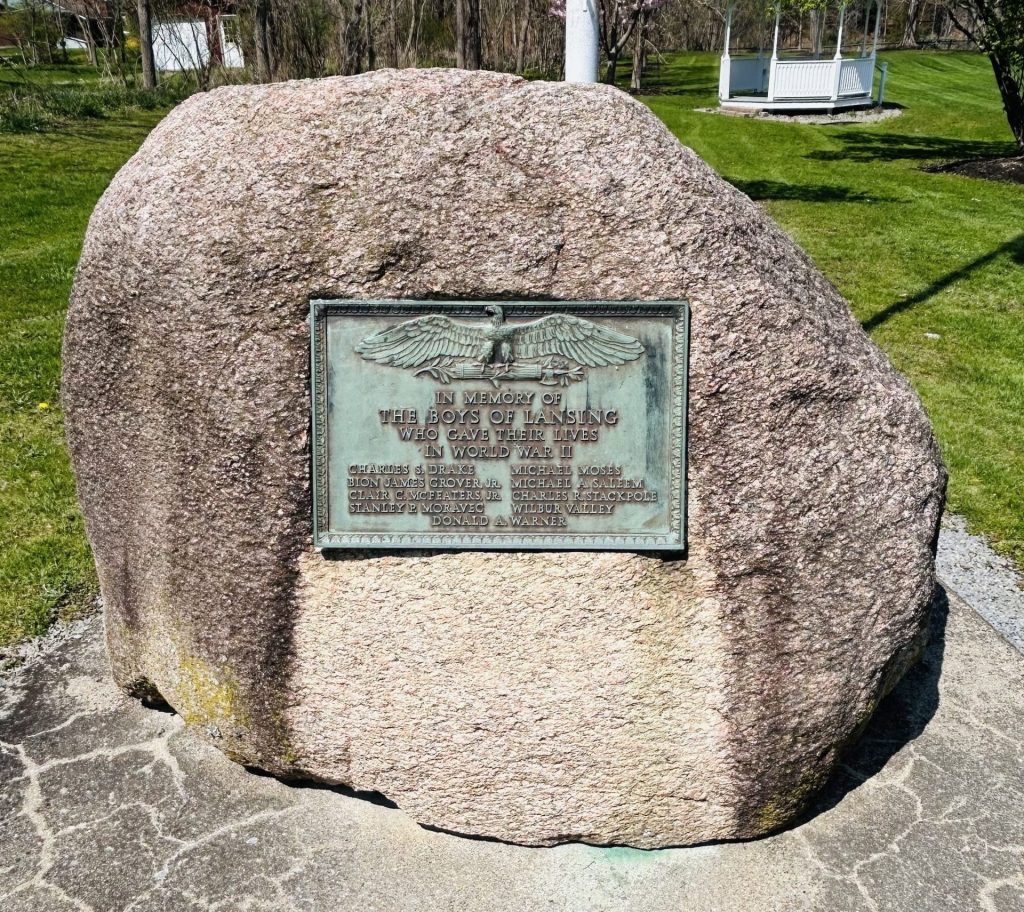 IN MEMORY OF
THE BOYS OF LANSING
WHO GAVE THEIR LIVES
IN WORLD WAR II
CHARLES S. DRAKE MICHAEL MOSES
BION JAMES GROVER, JR. MICHAEL A. SALEEM
CLAIR C. McFEATERS, JR. CHARLES R. STACKPOLE
STANLEY P. MORAVEC WILBUR VALLEY
DONALD A. WARNER